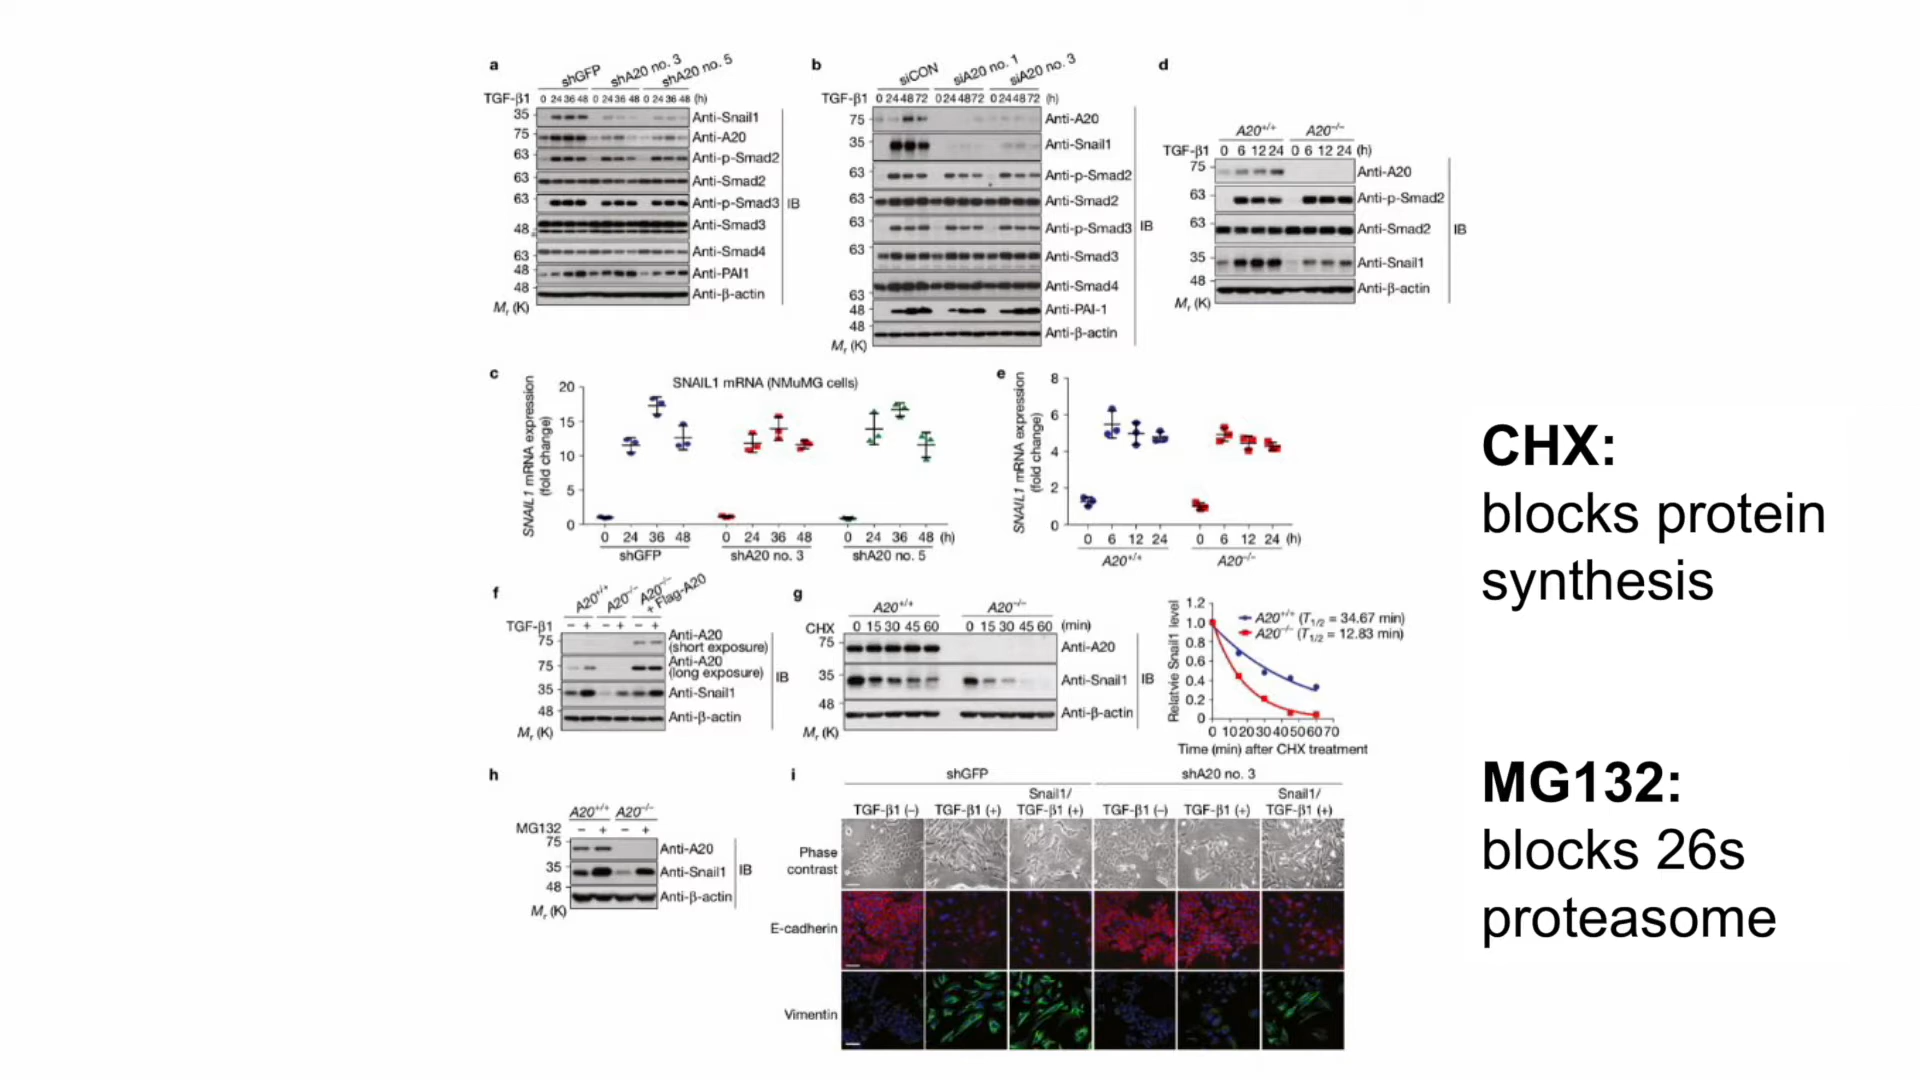 a
shGFP shA20 no. 3 shA20 no. 5
TGF-β1 0 24 36 48 0 24 36 48 0 24 36 48 (h)
35 Anti-Snail1
75 Anti-A20
63 Anti-p-Smad2
63 Anti-Smad2
63 Anti-p-Smad3 IB
48 Anti-Smad3
63 Anti-Smad4
48 Anti-PAI1
48 Anti-β-actin
Mr (K)
b
siCON siA20 no. 1 siA20 no. 3
TGF-β1 0 24 48 72 0 24 48 72 0 24 48 72 (h)
75 Anti-A20
35 Anti-Snail1
63 Anti-p-Smad2
63 Anti-Smad2
63 Anti-p-Smad3 IB
63 Anti-Smad3
63 Anti-Smad4
48 Anti-PAI-1
48 Anti-β-actin
Mr (K)
d
A20+/+ A20−/−
TGF-β1 0 6 12 24 0 6 12 24 (h)
75 Anti-A20
63 Anti-p-Smad2
63 Anti-Smad2 IB
35 Anti-Snail1
48 Anti-β-actin
Mr (K)
c
SNAIL1 mRNA (NMuMG cells)
SNAIL1 mRNA expression
(fold change)
20
15
10
5
0
0 24 36 48 0 24 36 48 0 24 36 48 (h)
shGFP shA20 no. 3 shA20 no. 5
e
SNAIL1 mRNA expression
(fold change)
8
6
4
2
0
0 6 12 24 0 6 12 24 (h)
A20+/+ A20−/−
CHX:
blocks protein
synthesis
f
A20+/+ A20−/− A20−/−
+ Flag-A20
TGF-β1 − + − + − +
75 Anti-A20
(short exposure)
75 Anti-A20
(long exposure) IB
35 Anti-Snail1
48 Anti-β-actin
Mr (K)
g
A20+/+ A20−/−
CHX 0 15 30 45 60 0 15 30 45 60 (min)
75 Anti-A20
35 Anti-Snail1 IB
48 Anti-β-actin
Mr (K)
Relatvie Snail1 level
1.2
1.0
0.8
0.6
0.4
0.2
0
A20+/+ (T1/2 = 34.67 min)
A20−/− (T1/2 = 12.83 min)
0 10 20 30 40 50 60 70
Time (min) after CHX treatment
h
A20+/+ A20−/−
MG132 − + − +
75 Anti-A20
35 Anti-Snail1 IB
48 Anti-β-actin
Mr (K)
i
shGFP shA20 no. 3
Snail1/ Snail1/
TGF-β1 (−) TGF-β1 (+) TGF-β1 (+) TGF-β1 (−) TGF-β1 (+) TGF-β1 (+)
Phase
contrast
E-cadherin
Vimentin
MG132:
blocks 26s
proteasome